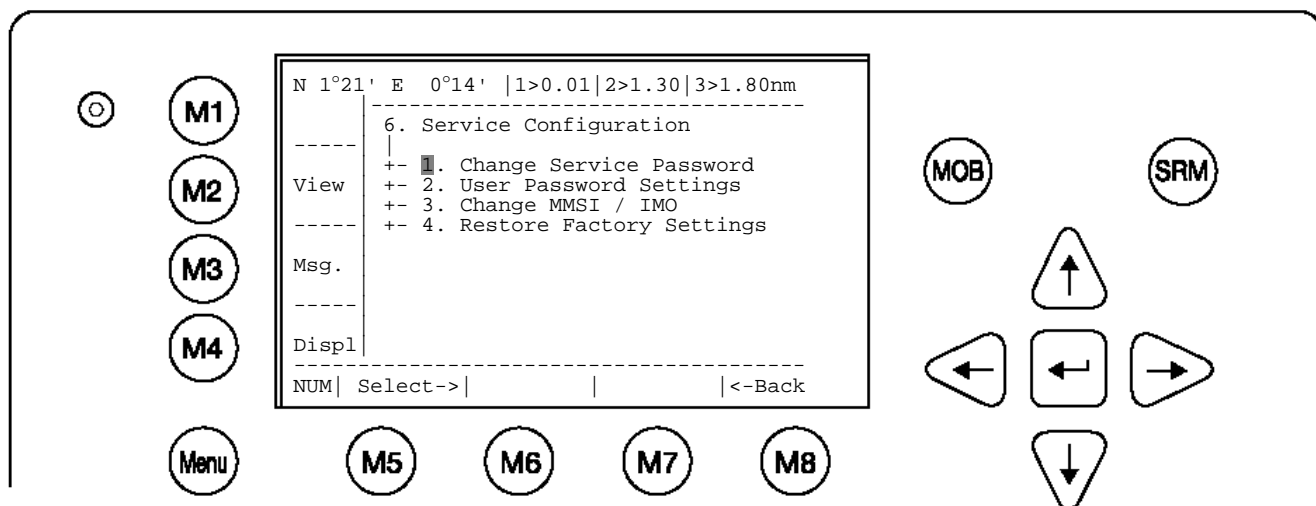 N 1°21' E 0°14' |1>0.01|2>1.30|3>1.80nm
6. Service Configuration
+- 1. Change Service Password
View +- 2. User Password Settings
+- 3. Change MMSI / IMO
+- 4. Restore Factory Settings
Msg.
Displ
NUM| Select->| | |<-Back
M1
M2
M3
M4
Menu
M5
M6
M7
M8
MOB
SRM